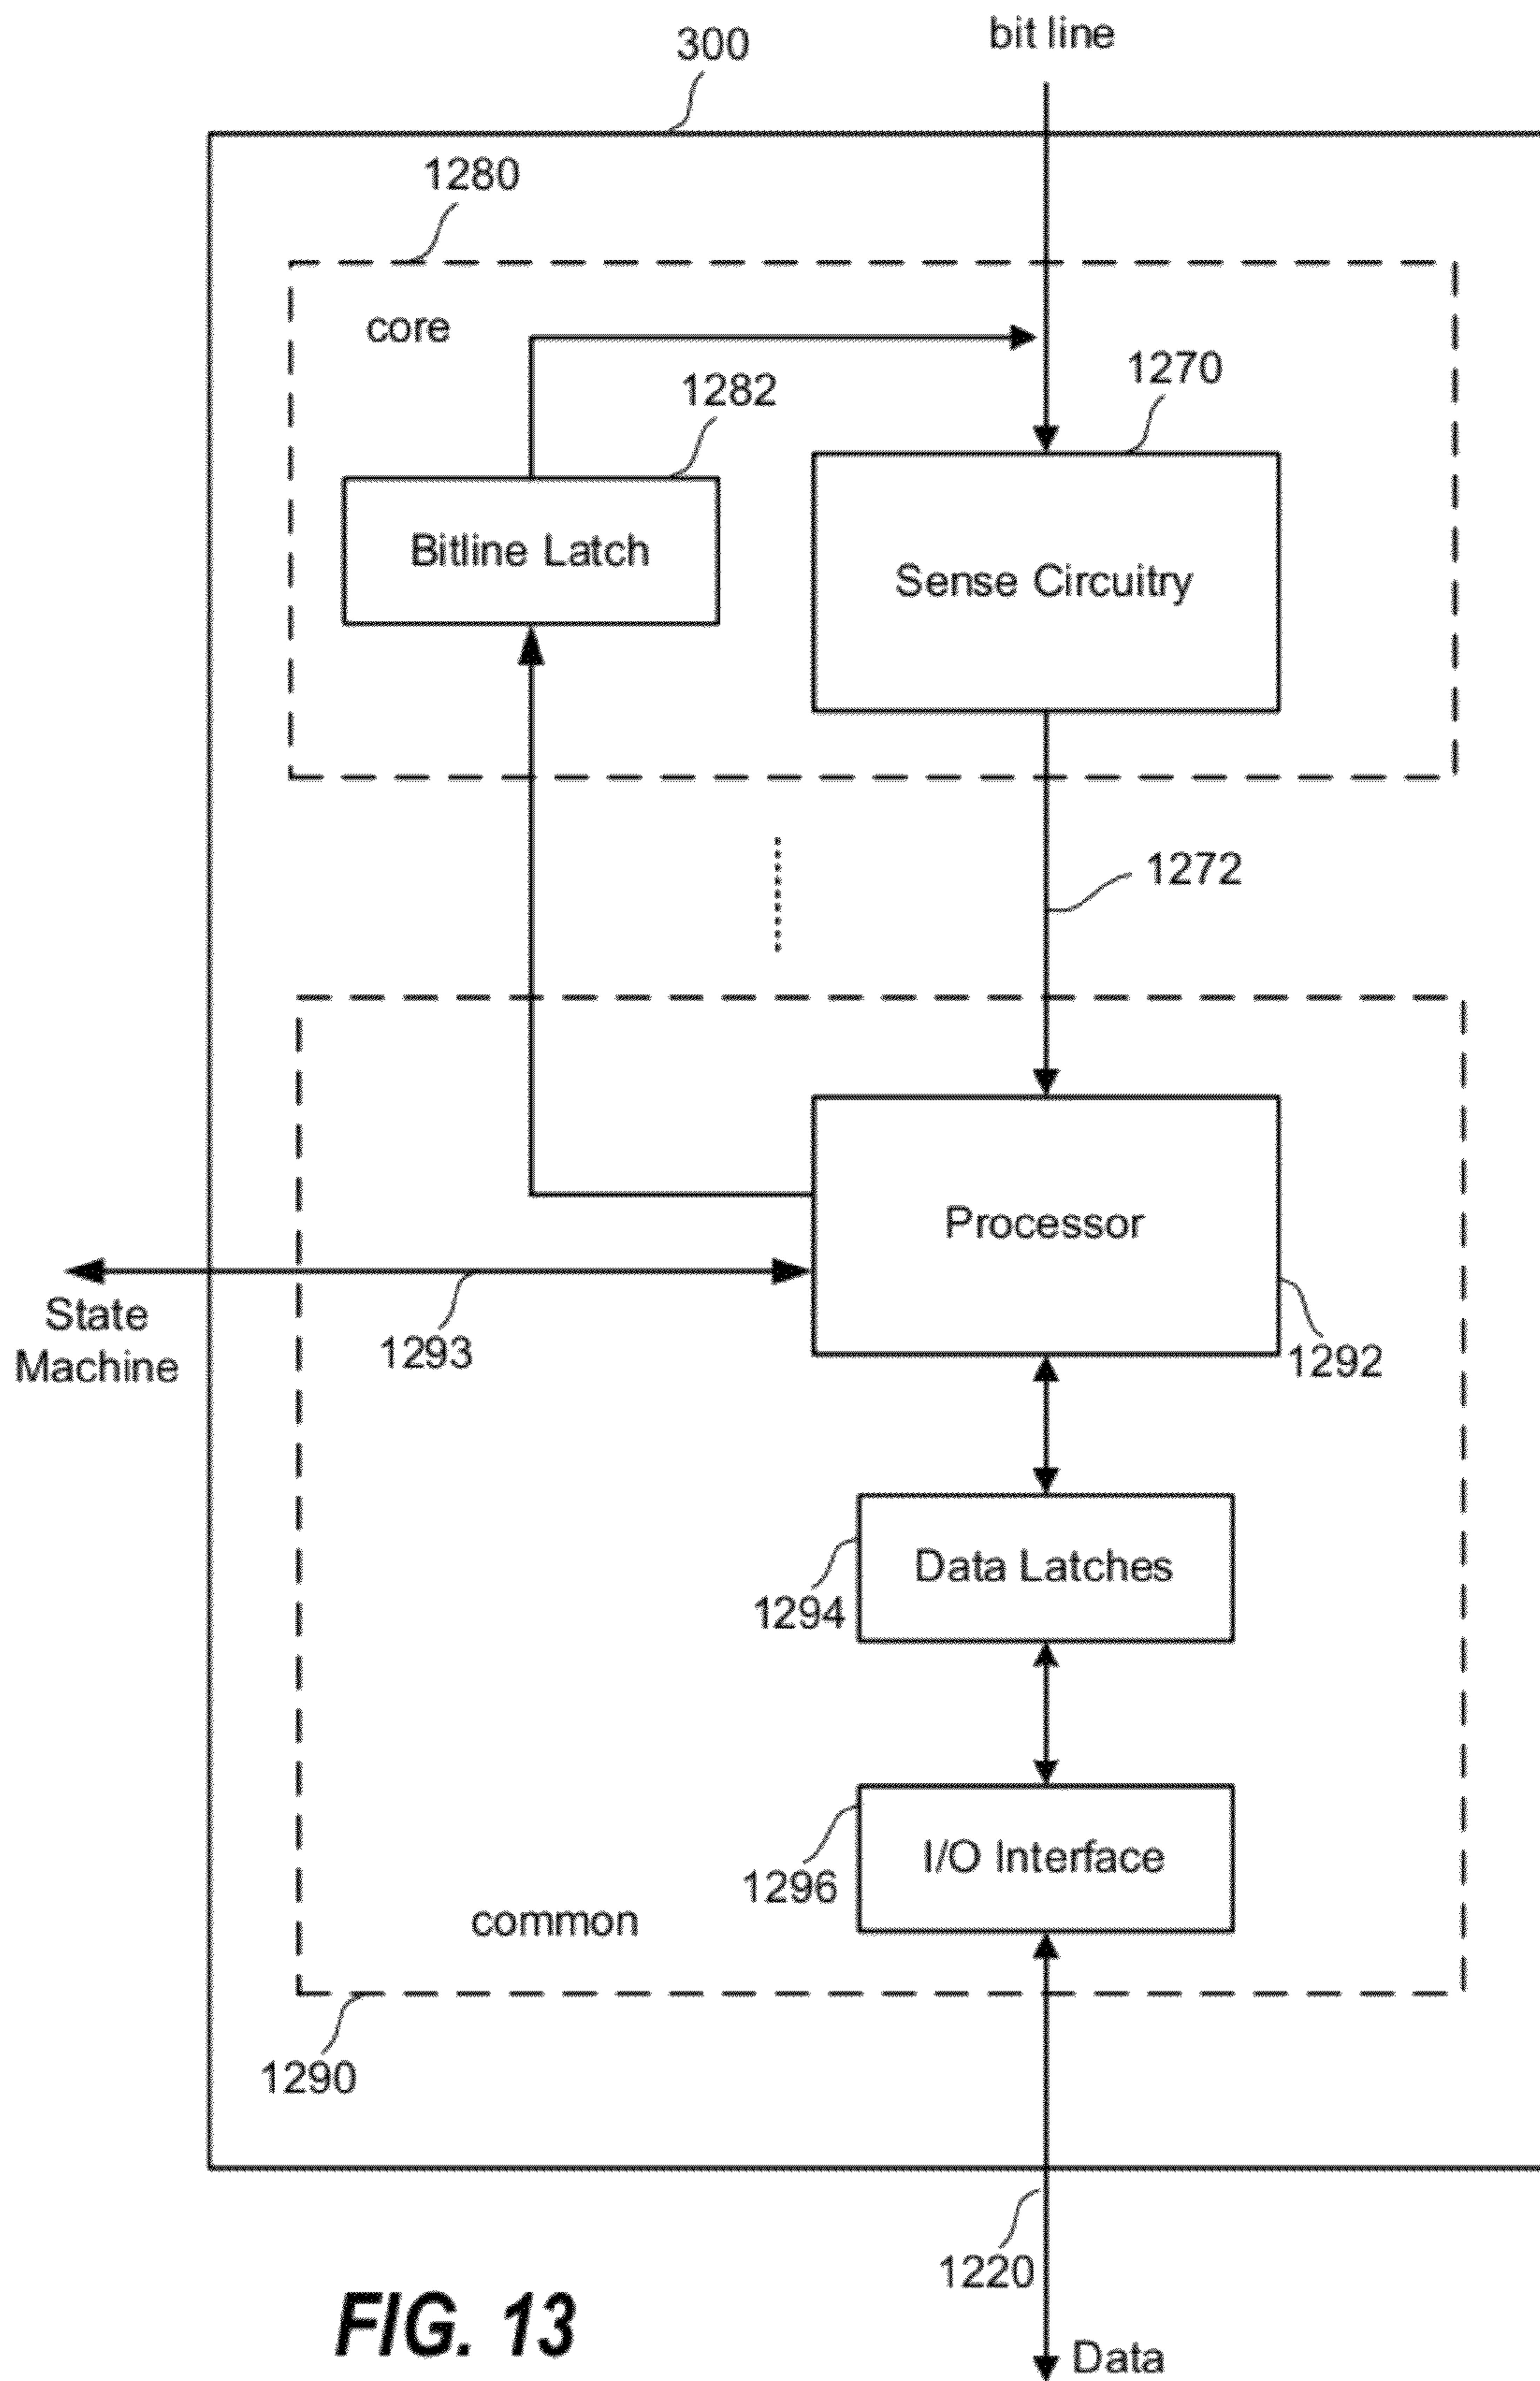 300
bit line
1280
core
1282
1270
Bitline Latch
Sense Circuitry
1272
Processor
State
Machine
1293
1292
Data Latches
1294
I/O Interface
1296
common
1290
1220
FIG. 13
Data